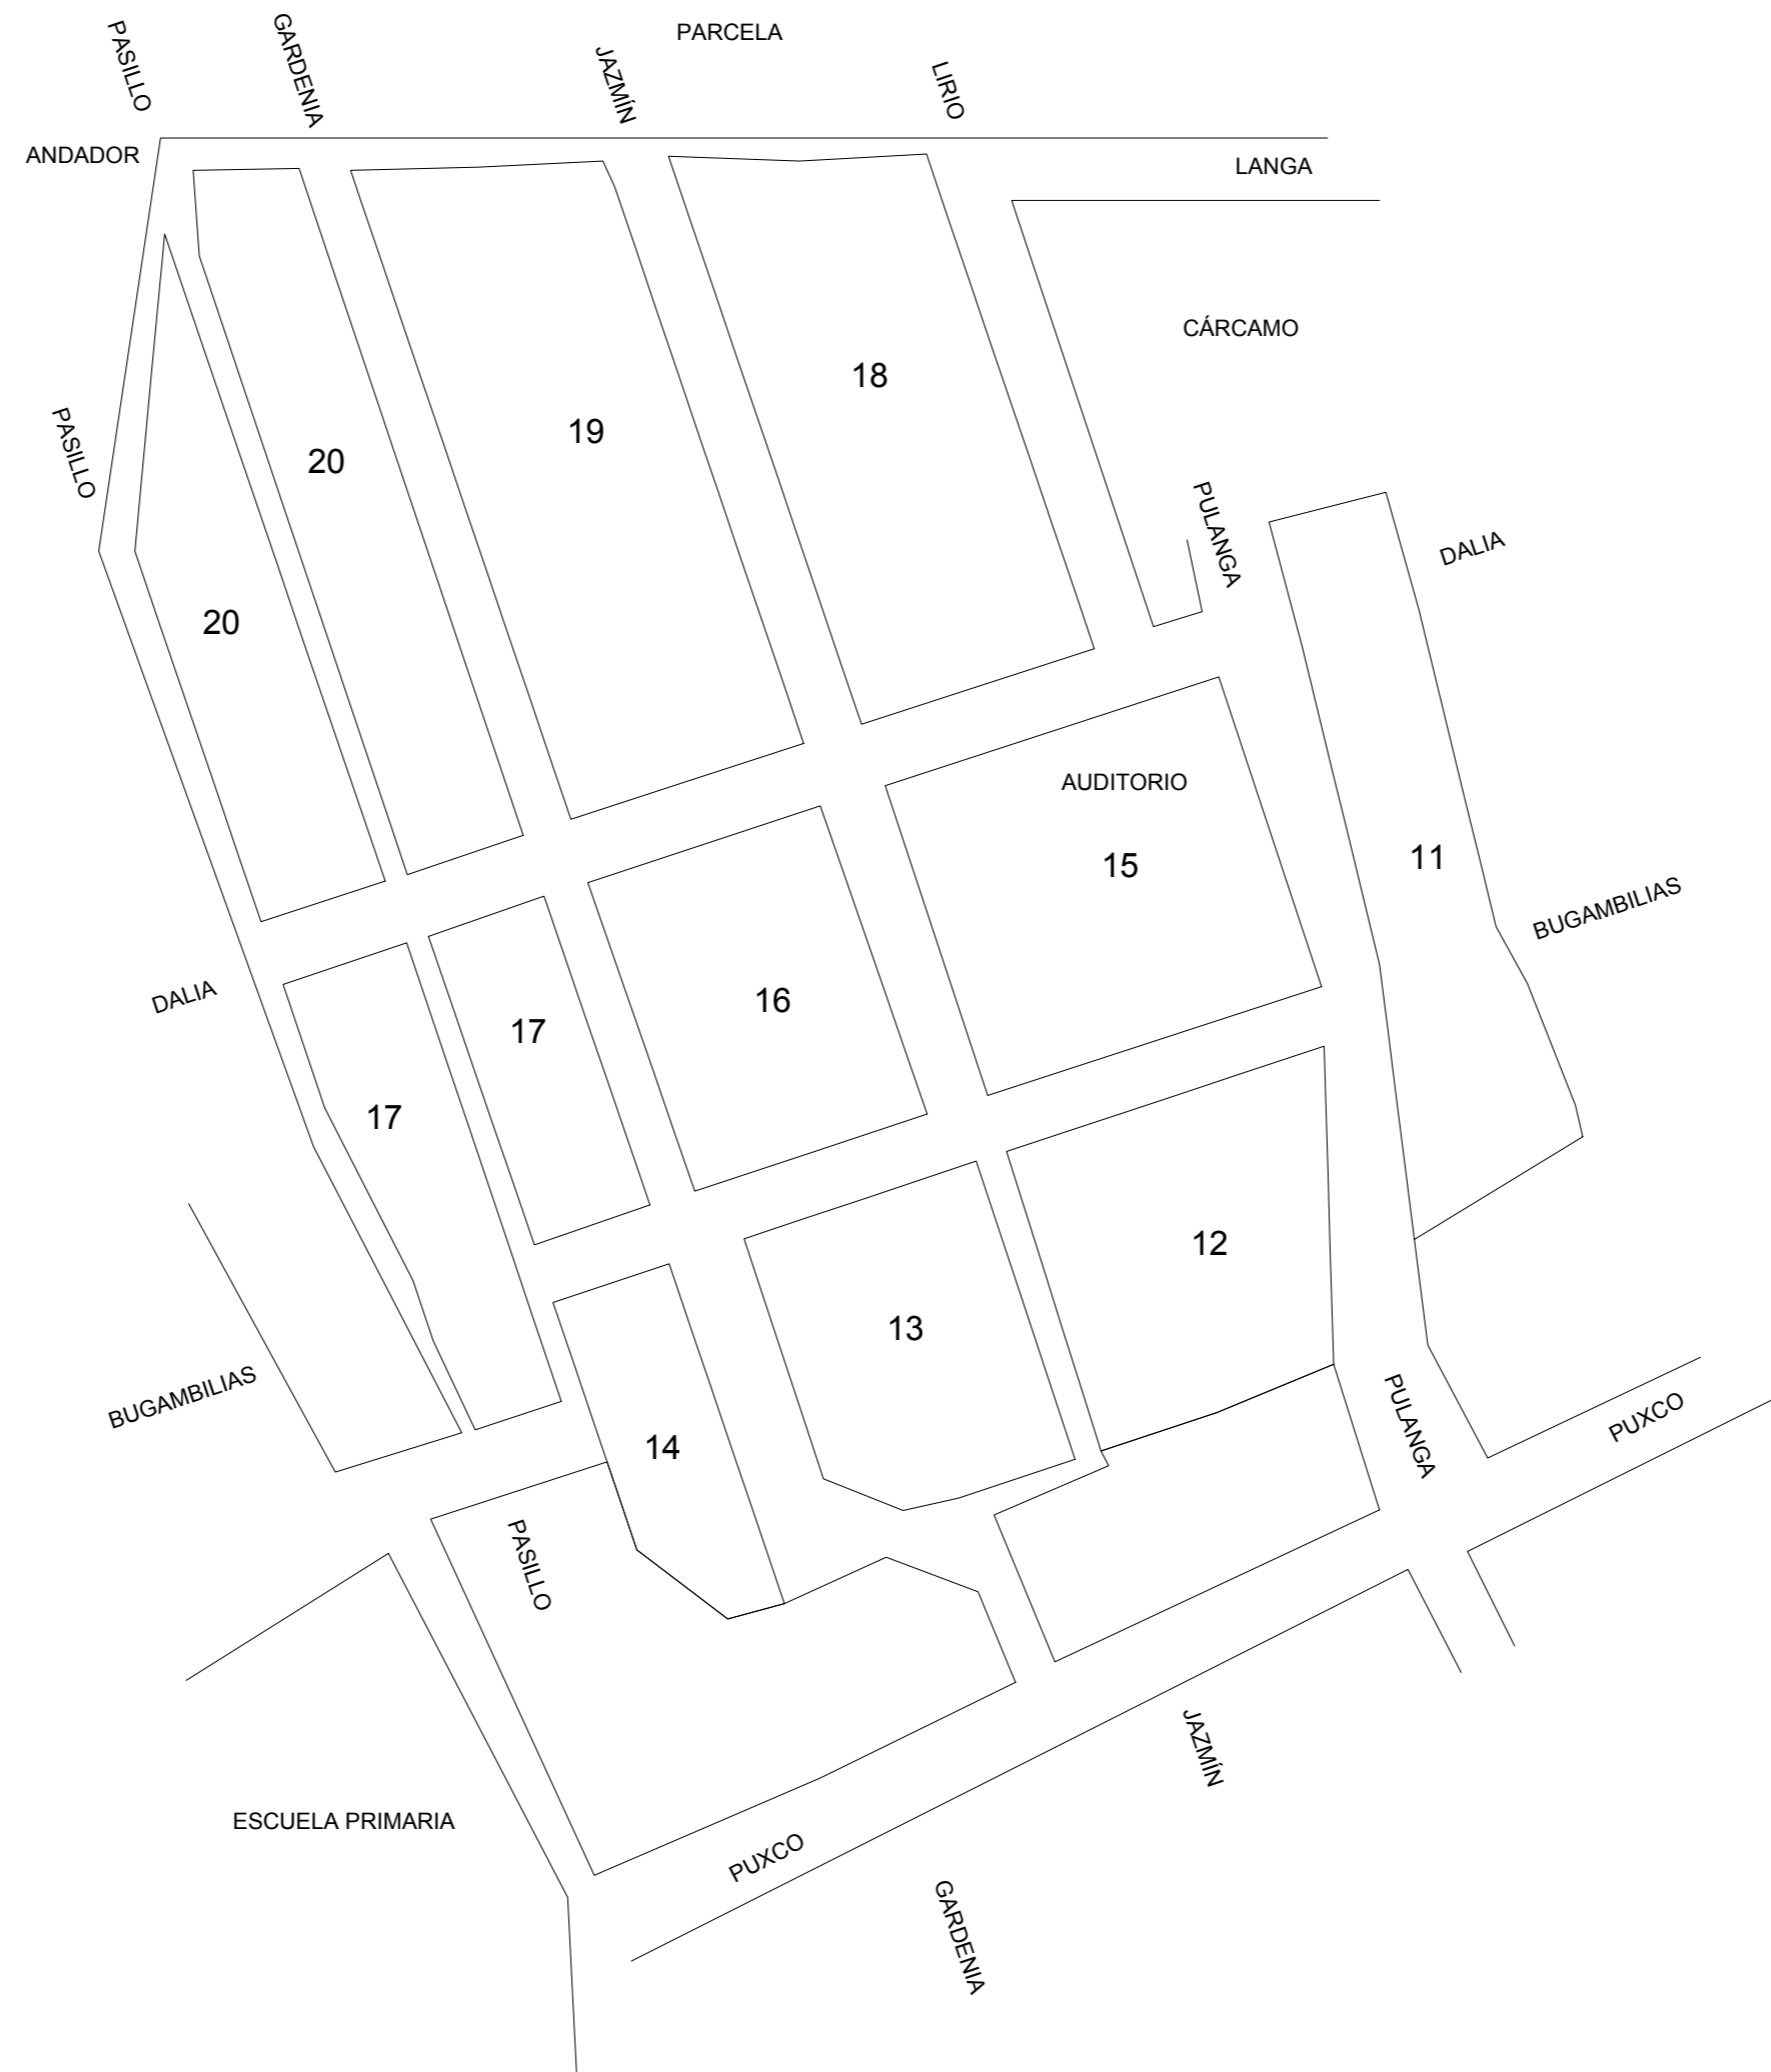 PASILLO
GARDENIA
JAZMÍN
PARCELA
LIRIO
ANDADOR
LANGA
CÁRCAMO
18
19
PASILLO
20
PULANGA
DALIA
20
AUDITORIO
15
11
BUGAMBILIAS
DALIA
16
17
17
12
13
BUGAMBILIAS
14
PULANGA
PUXCO
PASILLO
JAZMÍN
ESCUELA PRIMARIA
PUXCO
GARDENIA